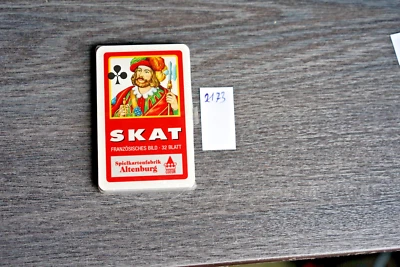 SKAT
FRANZÖSISCHES BILD · 32 BLATT
Spielkartenfabrik
Altenburg
2173